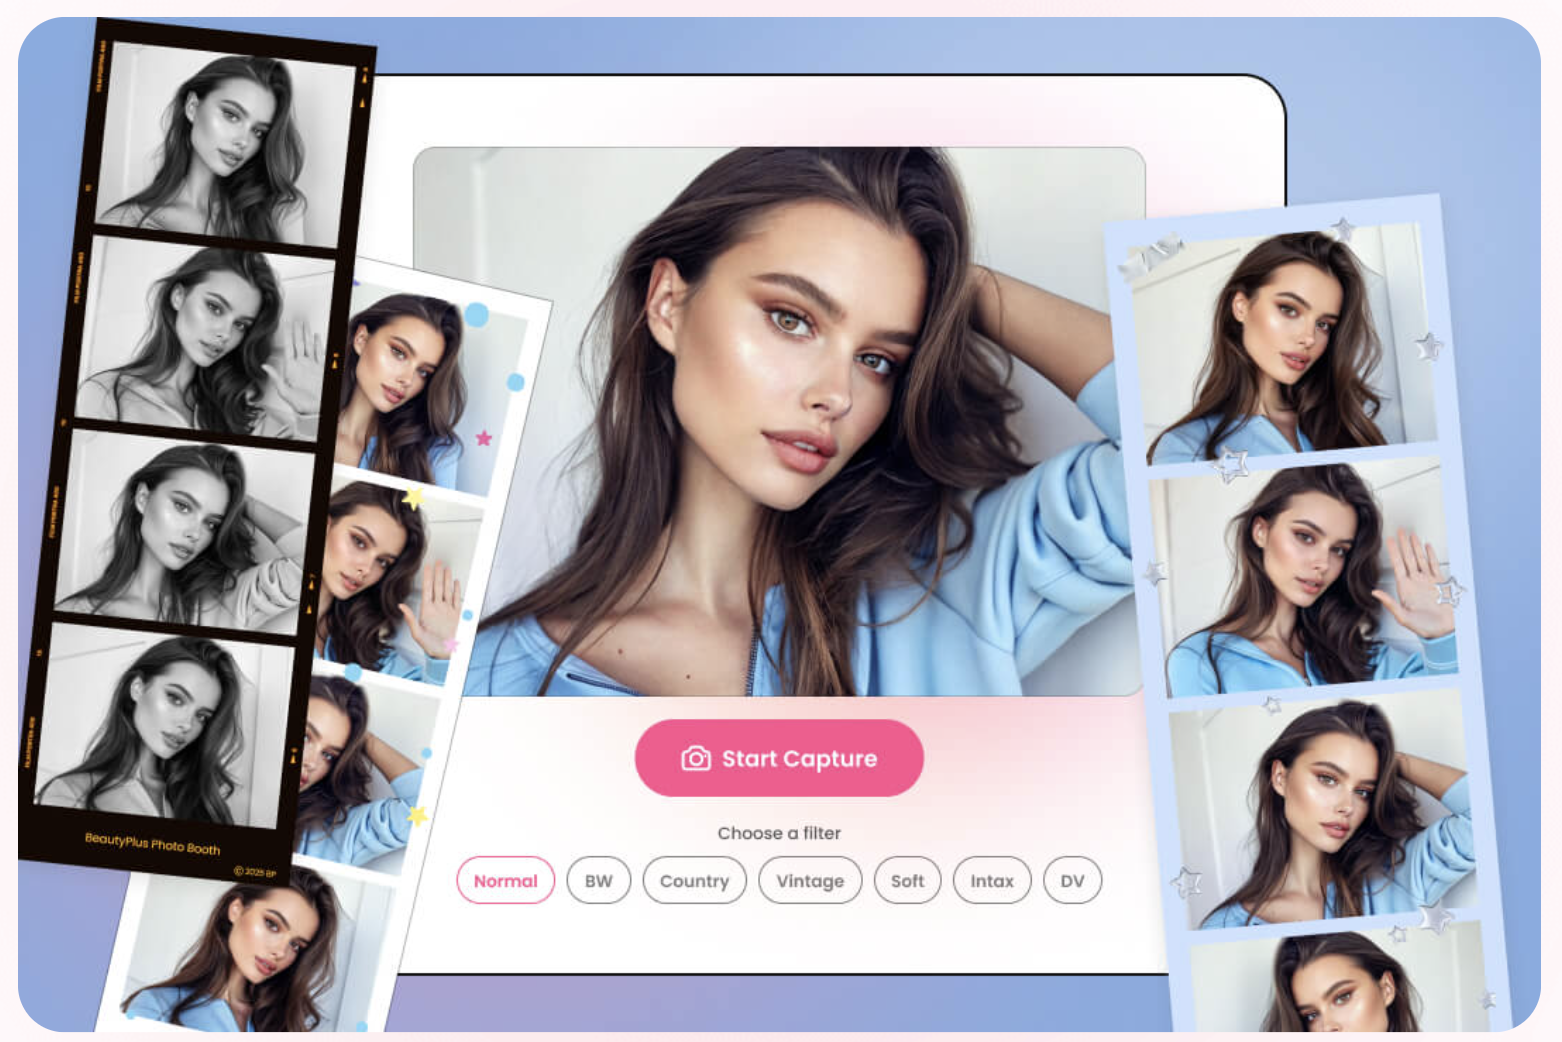 BeautyPlus Photo Booth
© 2025 BP
Start Capture
Choose a filter
Normal
BW
Country
Vintage
Soft
Intax
DV